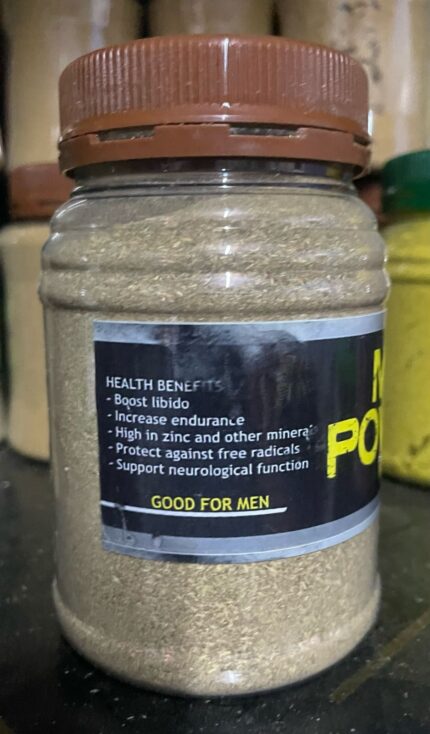 HEALTH BENEFITS
- Boost libido
- Increase endurance
- High in zinc and other minerals
- Protect against free radicals
- Support neurological function
GOOD FOR MEN